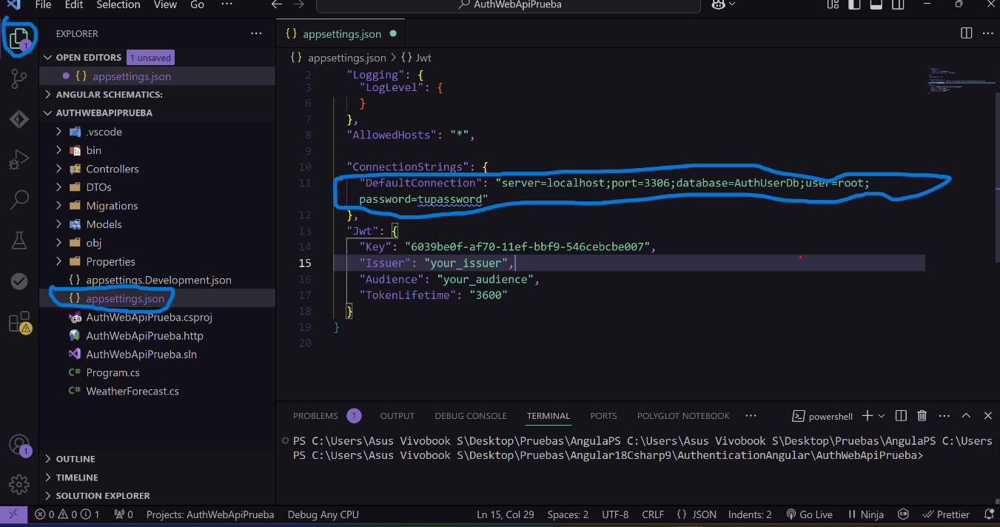 File Edit Selection View Go ··· AuthWebApiPrueba
EXPLORER ···
1
OPEN EDITORS 1 unsaved
{} appsettings.json
ANGULAR SCHEMATICS:
AUTHWEBAPIPRUEBA
.vscode
bin
Controllers
DTOs
Migrations
Models
obj
Properties
{} appsettings.Development.json
{} appsettings.json
AuthWebApiPrueba.csproj
AuthWebApiPrueba.http
AuthWebApiPrueba.sln
C# Program.cs
C# WeatherForecast.cs
1
OUTLINE
TIMELINE
SOLUTION EXPLORER
{} appsettings.json
{} appsettings.json > {} Jwt
2 "Logging": {
3 "LogLevel": {
6 }
7 },
8 "AllowedHosts": "*",
9
10 "ConnectionStrings": {
11 "DefaultConnection": "server=localhost;port=3306;database=AuthUserDb;user=root;
password=tupassword"
12 },
13 "Jwt": {
14 "Key": "6039be0f-af70-11ef-bbf9-546cebcbe007",
15 "Issuer": "your_issuer",
16 "Audience": "your_audience",
17 "TokenLifetime": "3600"
18 }
19 }
20
PROBLEMS 1 OUTPUT DEBUG CONSOLE TERMINAL PORTS POLYGLOT NOTEBOOK ··· powershell
PS C:\Users\Asus Vivobook S\Desktop\Pruebas\AngulaPS C:\Users\Asus Vivobook S\Desktop\Pruebas\AngulaPS C:\Users
PS C:\Users\Asus Vivobook S\Desktop\Pruebas\Angular18Csharp9\AuthenticationAngular\AuthWebApiPrueba>
0 0 1 0 Projects: AuthWebApiPrueba Debug Any CPU Ln 15, Col 29 Spaces: 2 UTF-8 CRLF {} JSON Indents: 2 Go Live Ninja Prettier